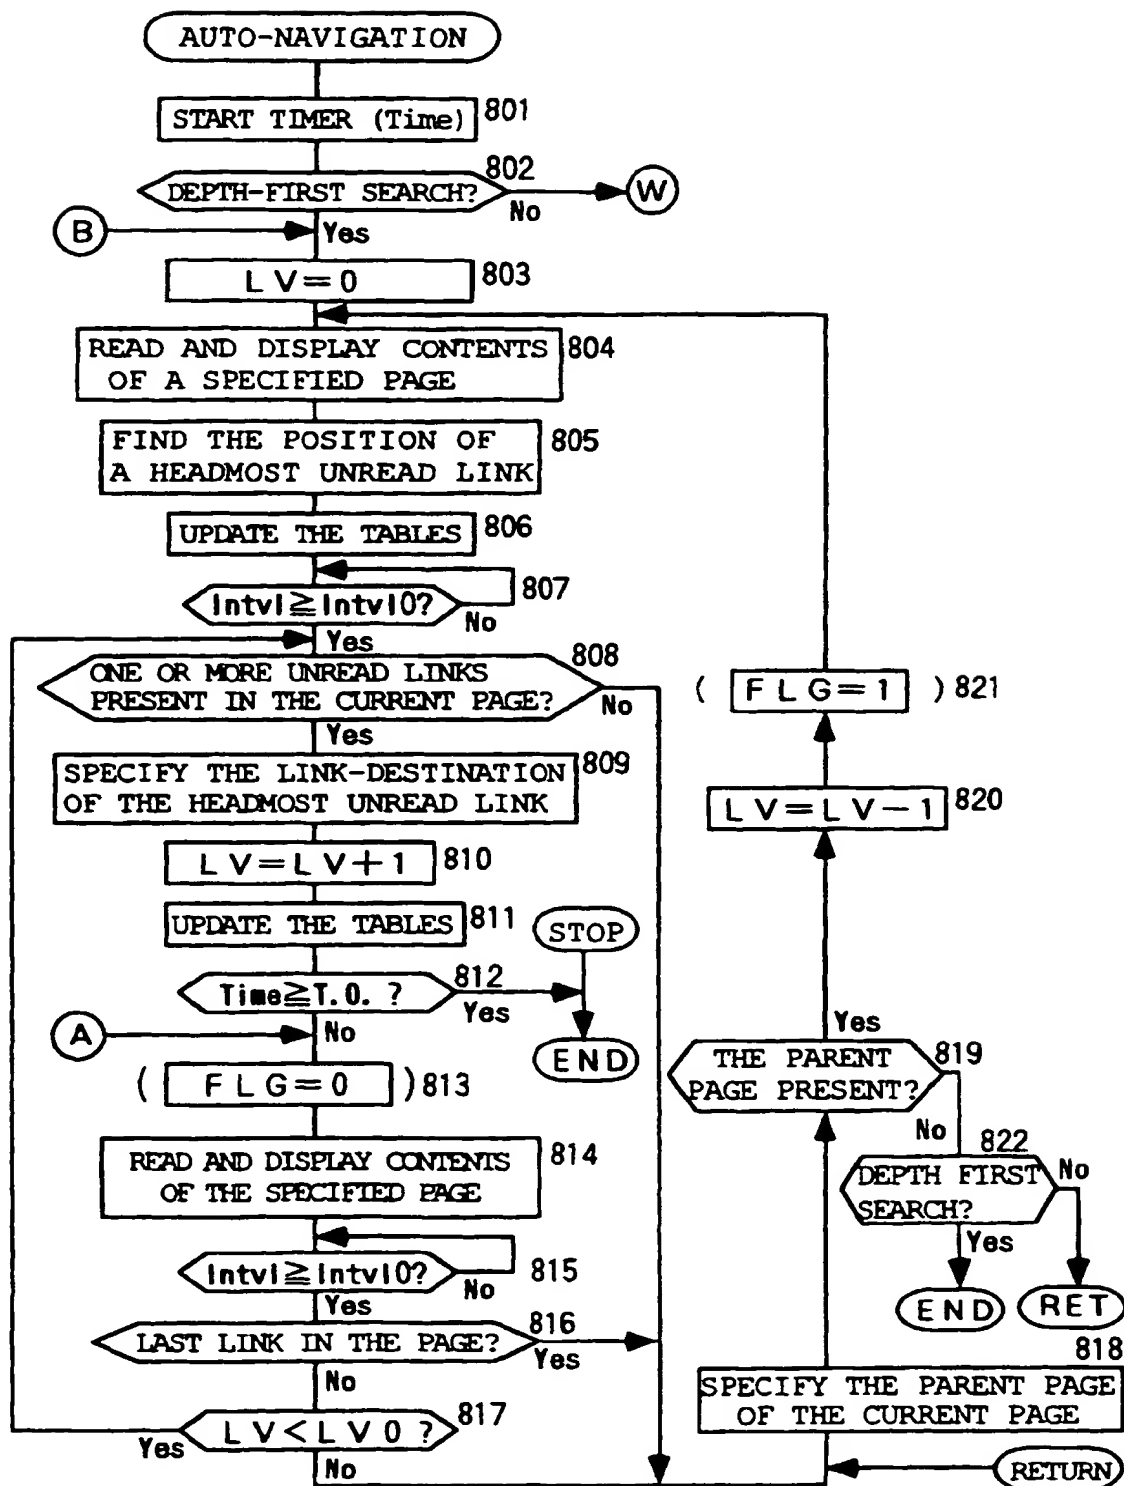 AUTO-NAVIGATION
START TIMER (Time) 801
802
DEPTH-FIRST SEARCH?
No
W
B
Yes
LV=0 803
READ AND DISPLAY CONTENTS 804
OF A SPECIFIED PAGE
FIND THE POSITION OF 805
A HEADMOST UNREAD LINK
UPDATE THE TABLES 806
Intvl≧Intvl0? 807
No
Yes
ONE OR MORE UNREAD LINKS 808
PRESENT IN THE CURRENT PAGE?
No
Yes
SPECIFY THE LINK-DESTINATION 809
OF THE HEADMOST UNREAD LINK
LV=LV+1 810
UPDATE THE TABLES 811
STOP
Time≧T.O. ? 812
Yes
END
A
No
( FLG=0 ) 813
READ AND DISPLAY CONTENTS 814
OF THE SPECIFIED PAGE
Intvl≧Intvl0? 815
No
Yes
LAST LINK IN THE PAGE? 816
Yes
No
LV<LV0 ? 817
Yes
No
( FLG=1 ) 821
LV=LV-1 820
Yes
THE PARENT 819
PAGE PRESENT?
No
822
DEPTH FIRST
SEARCH?
No
Yes
END
RET
818
SPECIFY THE PARENT PAGE
OF THE CURRENT PAGE
RETURN